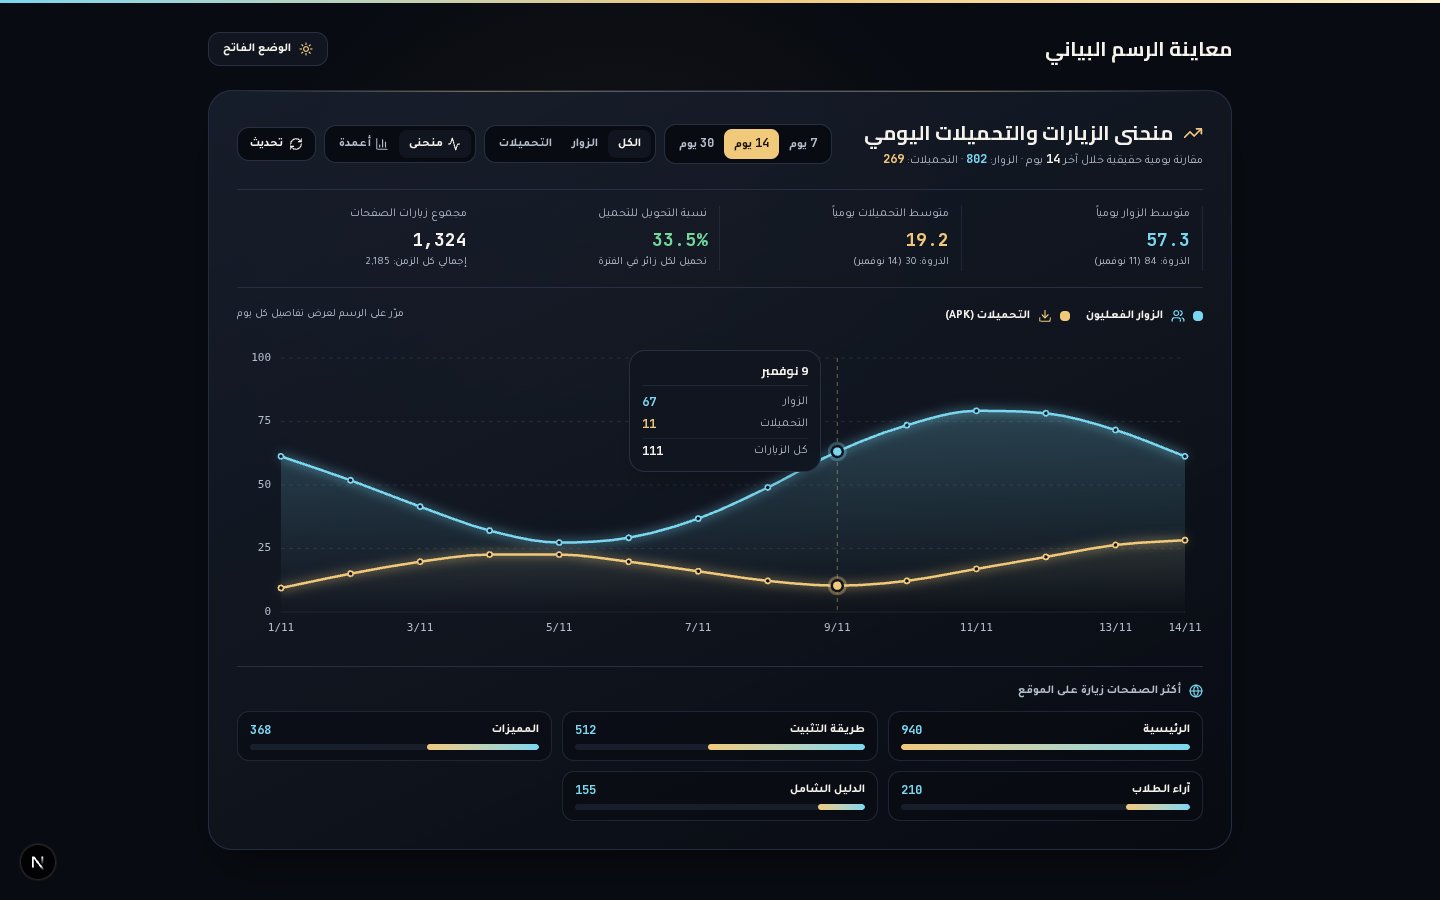 معاينة الرسم البياني
الوضع الفاتح
منحنى الزيارات والتحميلات اليومي
مقارنة يومية حقيقية خلال آخر 14 يوم · الزوار: 802 · التحميلات: 269
7 يوم
14 يوم
30 يوم
الكل
الزوار
التحميلات
منحنى
أعمدة
تحديث
متوسط الزوار يومياً
57.3
الذروة: 84 (11 نوفمبر)
متوسط التحميلات يومياً
19.2
الذروة: 30 (14 نوفمبر)
نسبة التحويل للتحميل
33.5%
تحميل لكل زائر في الفترة
مجموع زيارات الصفحات
1,324
إجمالي كل الزمن: 2,185
الزوار الفعليون
التحميلات (APK)
مرّر على الرسم لعرض تفاصيل كل يوم
100
75
50
25
0
9 نوفمبر
الزوار 67
التحميلات 11
كل الزيارات 111
1/11
3/11
5/11
7/11
9/11
11/11
13/11
14/11
أكثر الصفحات زيارة على الموقع
الرئيسية 940
طريقة التثبيت 512
المميزات 368
آراء الطلاب 210
الدليل الشامل 155
N